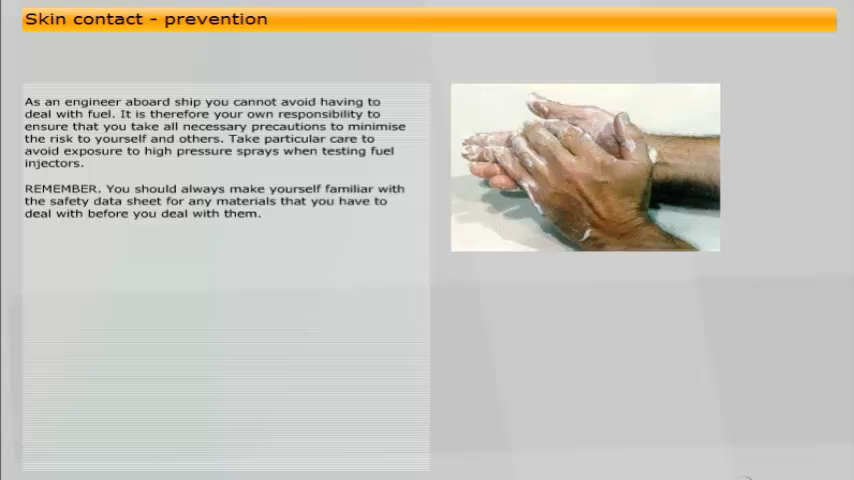 Skin contact - prevention
As an engineer aboard ship you cannot avoid having to
deal with fuel. It is therefore your own responsibility to
ensure that you take all necessary precautions to minimise
the risk to yourself and others. Take particular care to
avoid exposure to high pressure sprays when testing fuel
injectors.
REMEMBER. You should always make yourself familiar with
the safety data sheet for any materials that you have to
deal with before you deal with them.